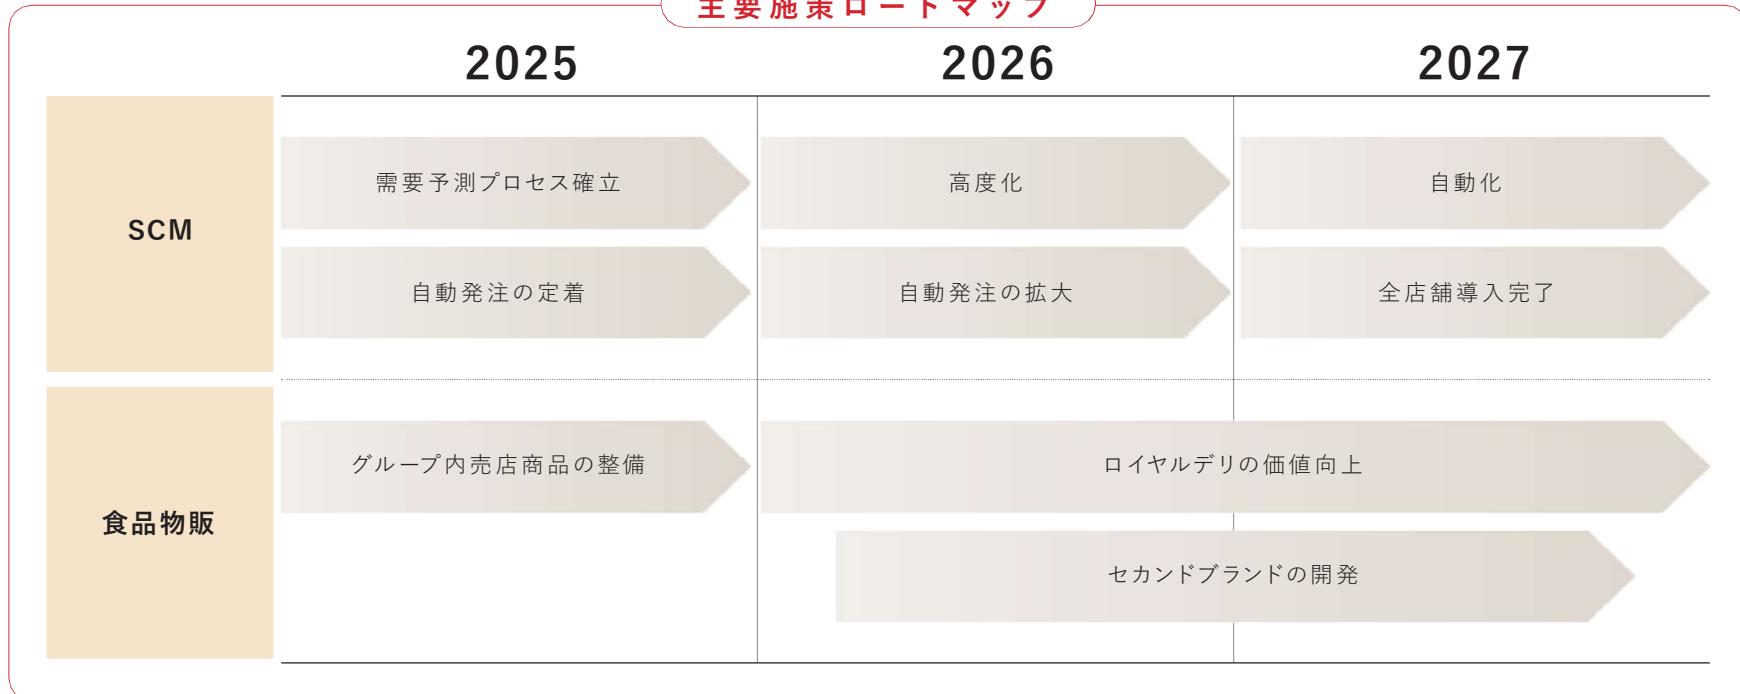 主要施策ロードマップ
2025 2026 2027
SCM
需要予測プロセス確立 高度化 自動化
自動発注の定着 自動発注の拡大 全店舗導入完了
食品物販
グループ内売店商品の整備 ロイヤルデリの価値向上
セカンドブランドの開発